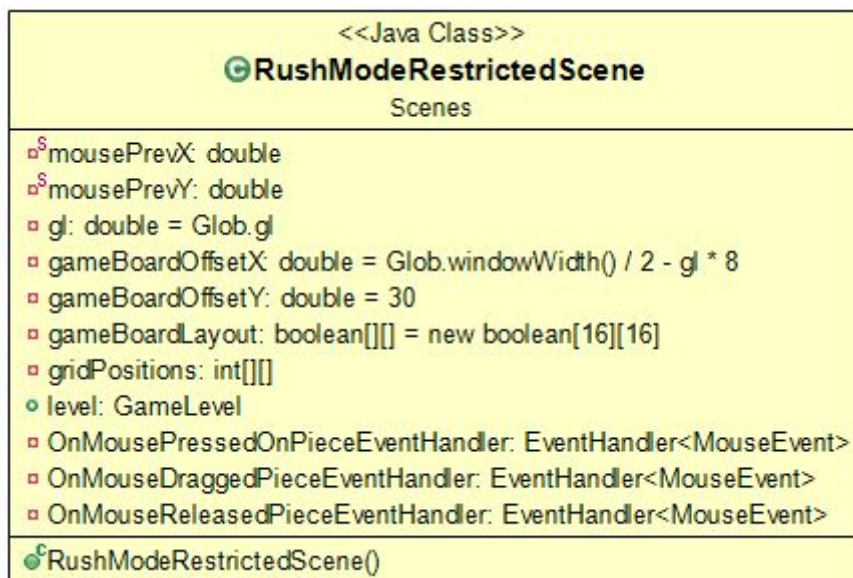 <<Java Class>>
RushModeRestrictedScene
Scenes
mousePrevX: double
mousePrevY: double
gl: double = Glob.gl
gameBoardOffsetX: double = Glob.windowWidth() / 2 - gl * 8
gameBoardOffsetY: double = 30
gameBoardLayout: boolean[][] = new boolean[16][16]
gridPositions: int[][]
level: GameLevel
OnMousePressedOnPieceEventHandler: EventHandler<MouseEvent>
OnMouseDraggedPieceEventHandler: EventHandler<MouseEvent>
OnMouseReleasedPieceEventHandler: EventHandler<MouseEvent>
RushModeRestrictedScene()